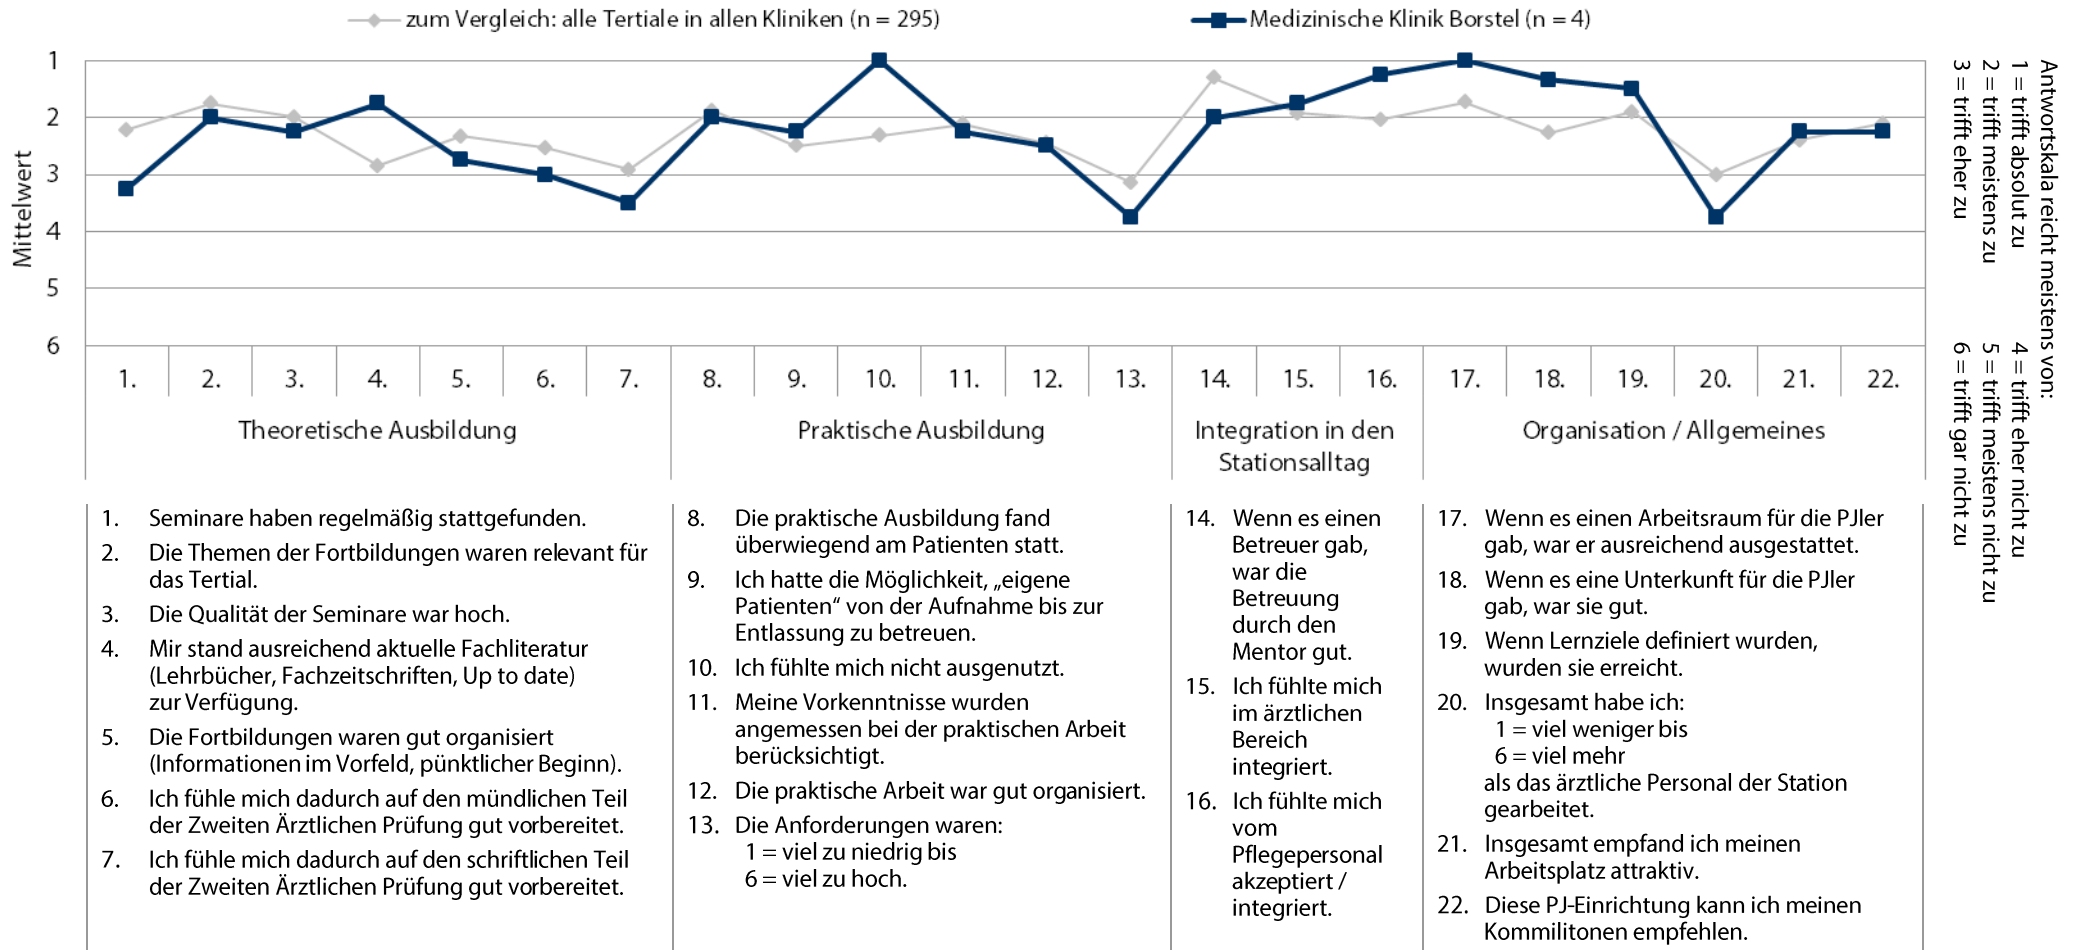 zum Vergleich: alle Tertiale in allen Kliniken (n = 295)
Medizinische Klinik Borstel (n = 4)
Mittelwert
1
2
3
4
5
6
1.
2.
3.
4.
5.
6.
7.
8.
9.
10.
11.
12.
13.
14.
15.
16.
17.
18.
19.
20.
21.
22.
Theoretische Ausbildung
Praktische Ausbildung
Integration in den
Stationsalltag
Organisation / Allgemeines
Antwortskala reicht meistens von:
1 = trifft absolut zu
2 = trifft meistens zu
3 = trifft eher zu
4 = trifft eher nicht zu
5 = trifft meistens nicht zu
6 = trifft gar nicht zu
1. Seminare haben regelmäßig stattgefunden.
2. Die Themen der Fortbildungen waren relevant für
das Tertial.
3. Die Qualität der Seminare war hoch.
4. Mir stand ausreichend aktuelle Fachliteratur
(Lehrbücher, Fachzeitschriften, Up to date)
zur Verfügung.
5. Die Fortbildungen waren gut organisiert
(Informationen im Vorfeld, pünktlicher Beginn).
6. Ich fühle mich dadurch auf den mündlichen Teil
der Zweiten Ärztlichen Prüfung gut vorbereitet.
7. Ich fühle mich dadurch auf den schriftlichen Teil
der Zweiten Ärztlichen Prüfung gut vorbereitet.
8. Die praktische Ausbildung fand
überwiegend am Patienten statt.
9. Ich hatte die Möglichkeit, „eigene
Patienten“ von der Aufnahme bis zur
Entlassung zu betreuen.
10. Ich fühlte mich nicht ausgenutzt.
11. Meine Vorkenntnisse wurden
angemessen bei der praktischen Arbeit
berücksichtigt.
12. Die praktische Arbeit war gut organisiert.
13. Die Anforderungen waren:
1 = viel zu niedrig bis
6 = viel zu hoch.
14. Wenn es einen
Betreuer gab,
war die
Betreuung
durch den
Mentor gut.
15. Ich fühlte mich
im ärztlichen
Bereich
integriert.
16. Ich fühlte mich
vom
Pflegepersonal
akzeptiert /
integriert.
17. Wenn es einen Arbeitsraum für die PJler
gab, war er ausreichend ausgestattet.
18. Wenn es eine Unterkunft für die PJler
gab, war sie gut.
19. Wenn Lernziele definiert wurden,
wurden sie erreicht.
20. Insgesamt habe ich:
1 = viel weniger bis
6 = viel mehr
als das ärztliche Personal der Station
gearbeitet.
21. Insgesamt empfand ich meinen
Arbeitsplatz attraktiv.
22. Diese PJ-Einrichtung kann ich meinen
Kommilitonen empfehlen.